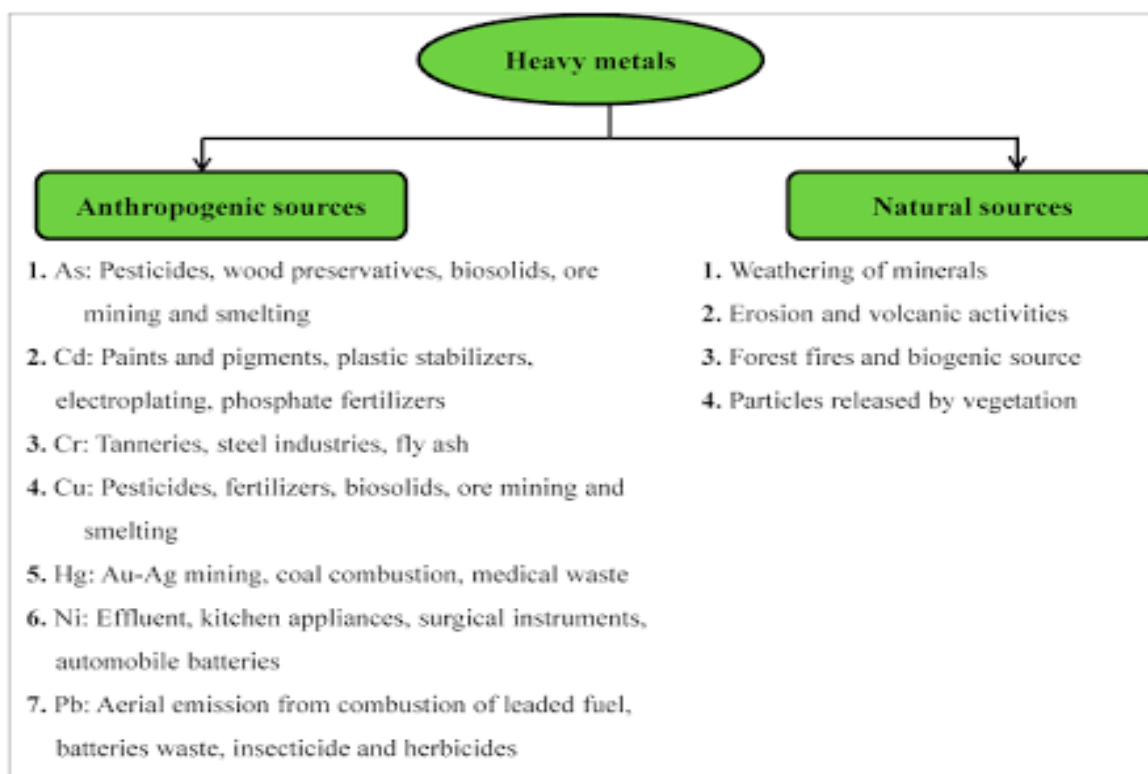 Heavy metals
Anthropogenic sources
1. As: Pesticides, wood preservatives, biosolids, ore
mining and smelting
2. Cd: Paints and pigments, plastic stabilizers,
electroplating, phosphate fertilizers
3. Cr: Tanneries, steel industries, fly ash
4. Cu: Pesticides, fertilizers, biosolids, ore mining and
smelting
5. Hg: Au-Ag mining, coal combustion, medical waste
6. Ni: Effluent, kitchen appliances, surgical instruments,
automobile batteries
7. Pb: Aerial emission from combustion of leaded fuel,
batteries waste, insecticide and herbicides
Natural sources
1. Weathering of minerals
2. Erosion and volcanic activities
3. Forest fires and biogenic source
4. Particles released by vegetation